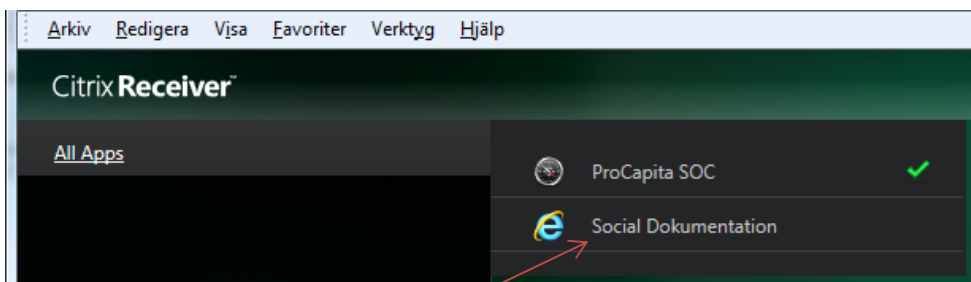 Arkiv Redigera Visa Favoriter Verktyg Hjälp
Citrix Receiver™
All Apps
ProCapita SOC
Social Dokumentation